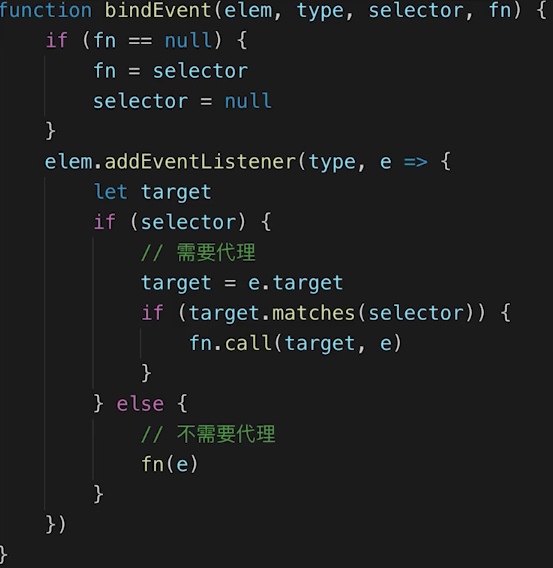 function bindEvent(elem, type, selector, fn) {
    if (fn == null) {
        fn = selector
        selector = null
    }
    elem.addEventListener(type, e => {
        let target
        if (selector) {
            // 需要代理
            target = e.target
            if (target.matches(selector)) {
                fn.call(target, e)
            }
        } else {
            // 不需要代理
            fn(e)
        }
    })
}